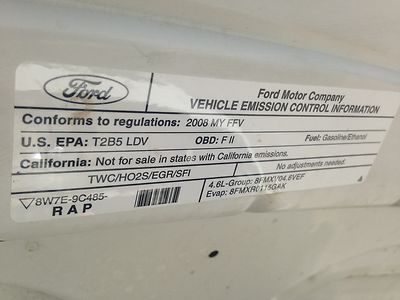 Ford
Ford Motor Company
VEHICLE EMISSION CONTROL INFORMATION
Conforms to regulations: 2008 MY FFV
U.S. EPA: T2B5 LDV OBD: F II Fuel: Gasoline/Ethanol
California: Not for sale in states with California emissions.
TWC/HO2S/EGR/SFI No adjustments needed.
8W7E-9C485- 4.6L-Group: 8FMXV04.6VEF
R A P Evap: 8FMXR0115GAK